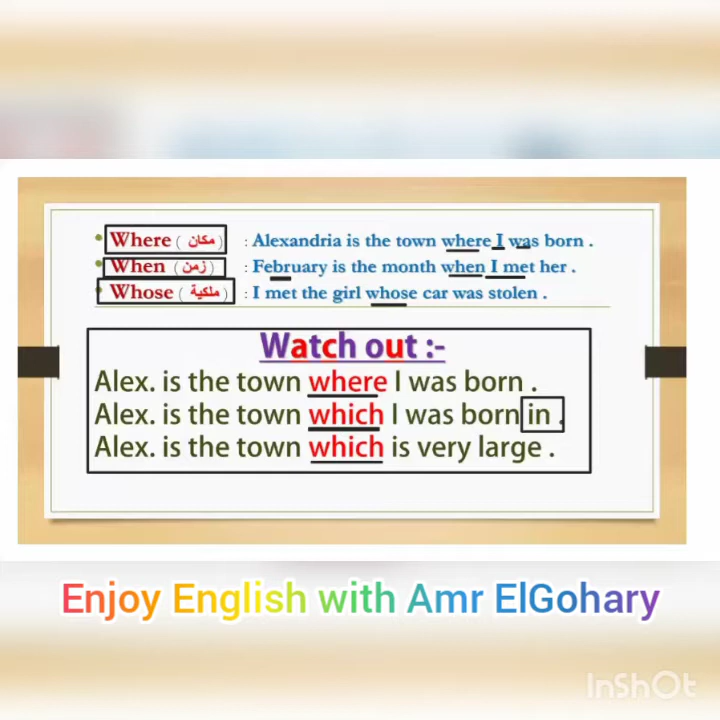 Where ( مكان ) : Alexandria is the town where I was born .
When ( زمن ) : February is the month when I met her .
Whose ( ملكية ) : I met the girl whose car was stolen .
Watch out :-
Alex. is the town where I was born .
Alex. is the town which I was born in .
Alex. is the town which is very large .
Enjoy English with Amr ElGohary
InShOt